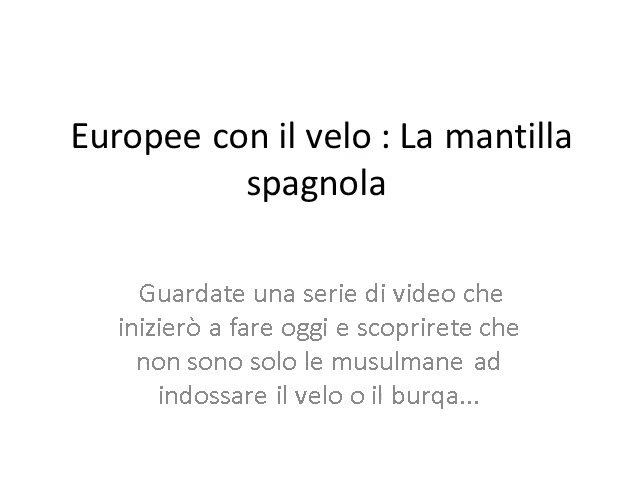 Europee con il velo : La mantilla
spagnola
Guardate una serie di video che
inizierò a fare oggi e scoprirete che
non sono solo le musulmane ad
indossare il velo o il burqa...